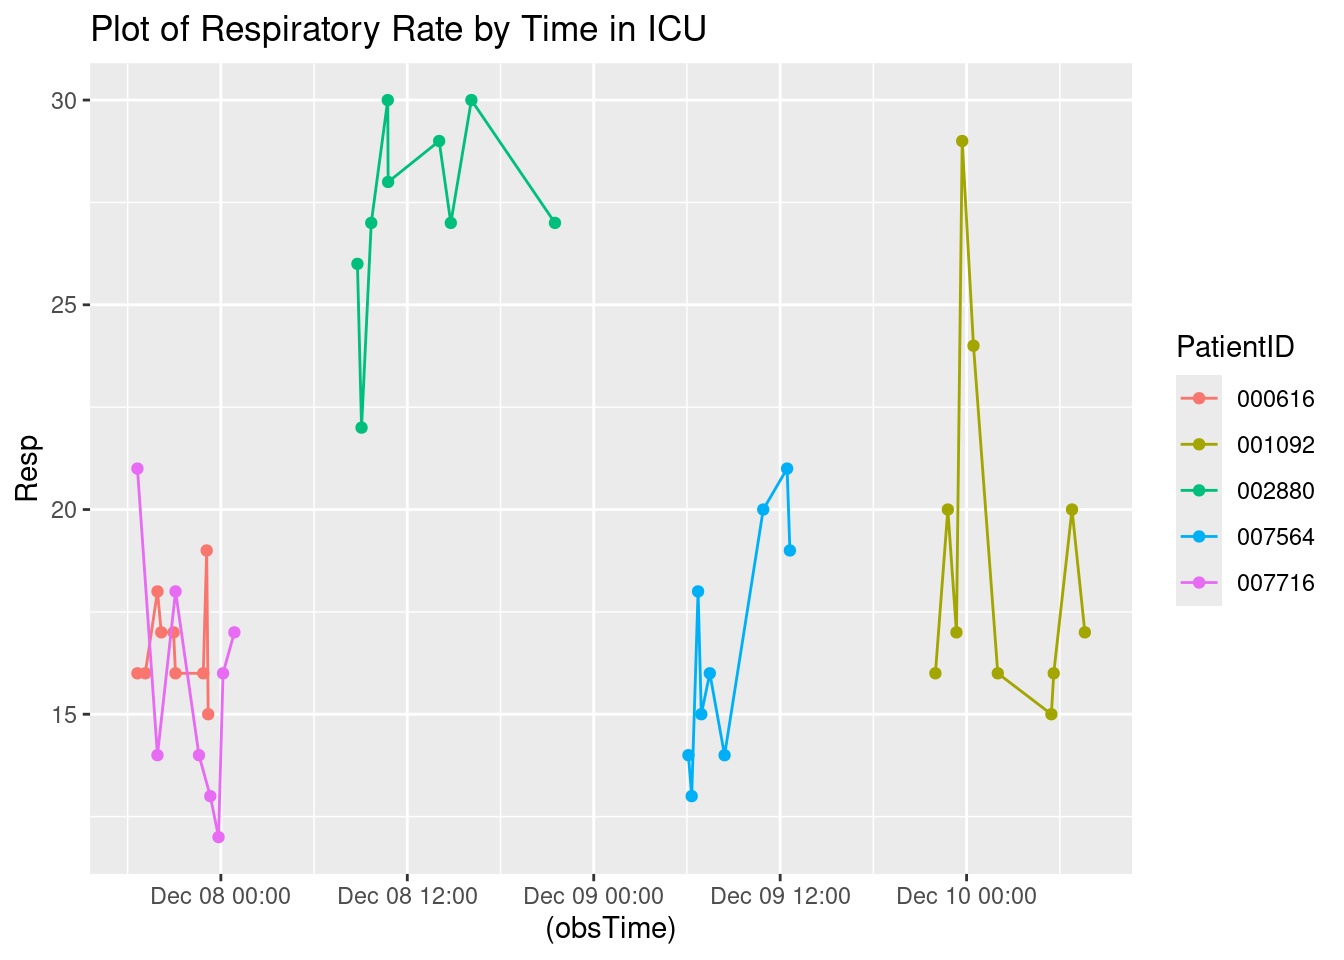 Plot of Respiratory Rate by Time in ICU
30
25
20
15
Resp
Dec 08 00:00
Dec 08 12:00
Dec 09 00:00
Dec 09 12:00
Dec 10 00:00
(obsTime)
PatientID
000616
001092
002880
007564
007716